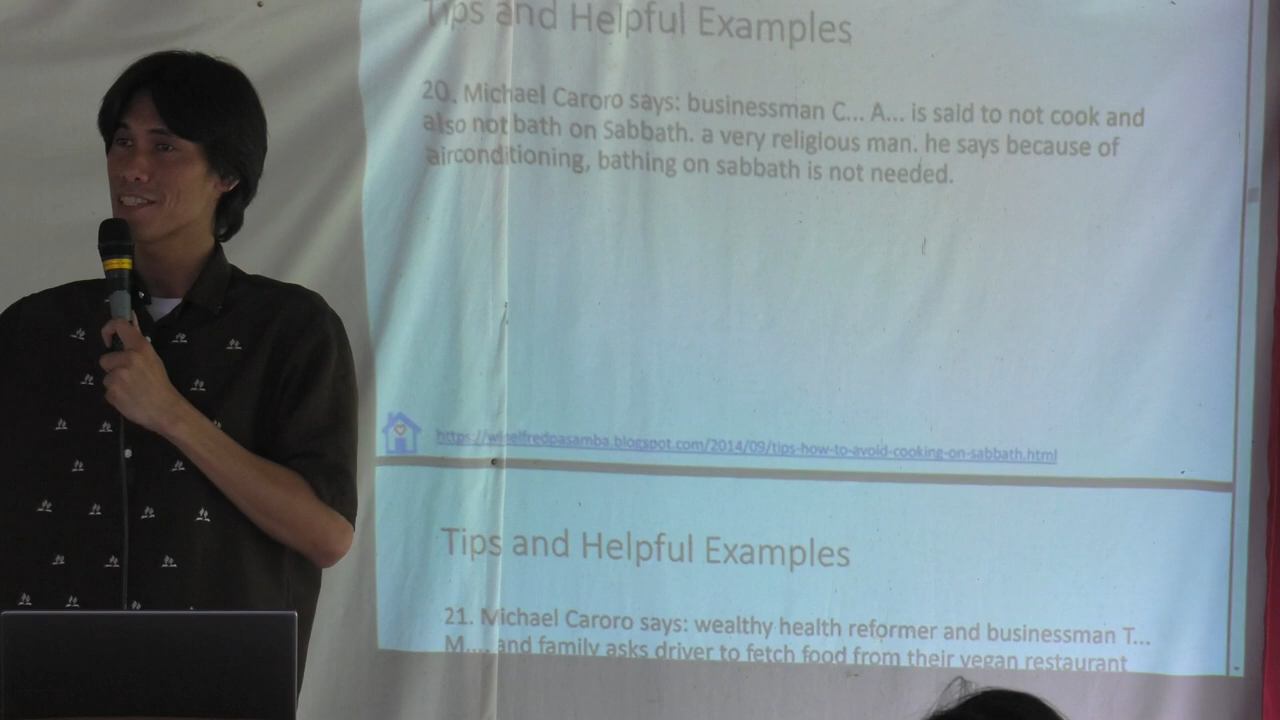 Tips and Helpful Examples
20. Michael Caroro says: businessman C... A... is said to not cook and
also not bath on Sabbath. a very religious man. he says because of
airconditioning, bathing on sabbath is not needed.
https://winelfredpasamba.blogspot.com/2014/09/tips-how-to-avoid-cooking-on-sabbath.html
Tips and Helpful Examples
21. Michael Caroro says: wealthy health reformer and businessman T...
M.... and family asks driver to fetch food from their vegan restaurant